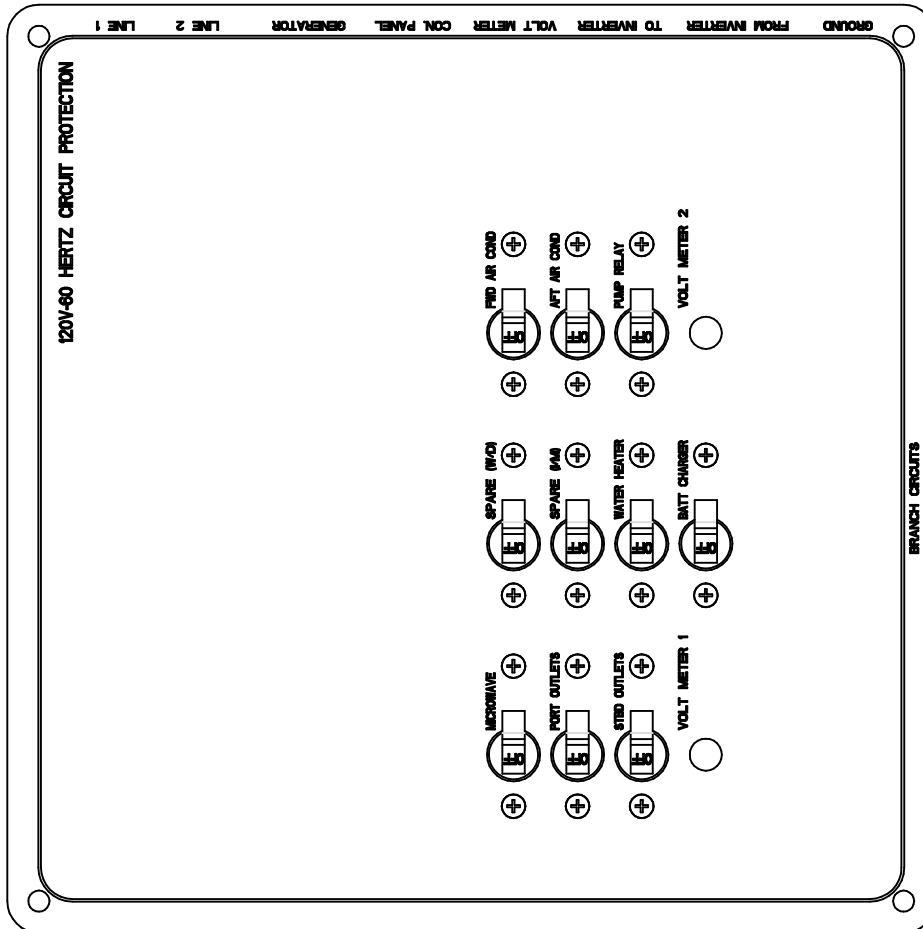 LINE 1
LINE 2
GENERATOR
CON. PANEL
VOLT METER
TO INVERTER
FROM INVERTER
GROUND
120V-60 HERTZ CIRCUIT PROTECTION
FWD AIR COND
AFT AIR COND
PUMP RELAY
VOLT METER 2
OFF
OFF
OFF
SPARE (W/D)
SPARE (I/M)
WATER HEATER
BATT CHARGER
OFF
OFF
OFF
OFF
MICROWAVE
PORT OUTLETS
STBD OUTLETS
VOLT METER 1
OFF
OFF
OFF
BRANCH CIRCUITS